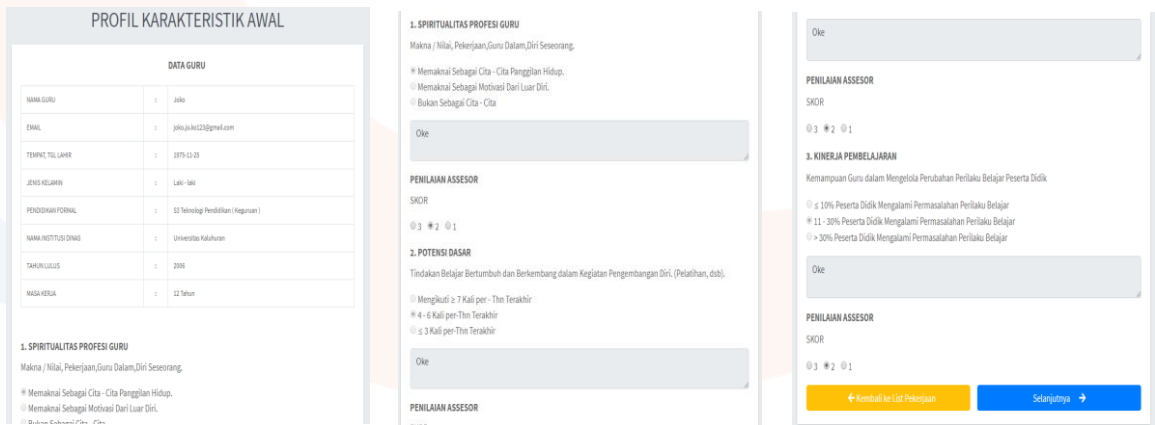 PROFIL KARAKTERISTIK AWAL
DATA GURU
NAMA GURU : Joko
EMAIL : joko.js.ko123@gmail.com
TEMPAT, TGL LAHIR : 1975-11-25
JENIS KELAMIN : Laki - laki
PENDIDIKAN FORMAL : S3 Teknologi Pendidikan ( Keguruan )
NAMA INSTITUSI DINAS : Universitas Kaluhuran
TAHUN LULUS : 2006
MASA KERJA : 12 Tahun
1. SPIRITUALITAS PROFESI GURU
Makna / Nilai, Pekerjaan,Guru Dalam,Diri Seseorang.
Memaknai Sebagai Cita - Cita Panggilan Hidup.
Memaknai Sebagai Motivasi Dari Luar Diri.
Bukan Sebagai Cita - Cita
1. SPIRITUALITAS PROFESI GURU
Makna / Nilai, Pekerjaan,Guru Dalam,Diri Seseorang.
Memaknai Sebagai Cita - Cita Panggilan Hidup.
Memaknai Sebagai Motivasi Dari Luar Diri.
Bukan Sebagai Cita - Cita
Oke
PENILAIAN ASSESOR
SKOR
3 2 1
2. POTENSI DASAR
Tindakan Belajar Bertumbuh dan Berkembang dalam Kegiatan Pengembangan Diri. (Pelatihan, dsb).
Mengikuti ≥ 7 Kali per - Thn Terakhir
4 - 6 Kali per-Thn Terakhir
≤ 3 Kali per-Thn Terakhir
Oke
PENILAIAN ASSESOR
Oke
PENILAIAN ASSESOR
SKOR
3 2 1
3. KINERJA PEMBELAJARAN
Kemampuan Guru dalam Mengelola Perubahan Perilaku Belajar Peserta Didik
≤ 10% Peserta Didik Mengalami Permasalahan Perilaku Belajar
11 - 30% Peserta Didik Mengalami Permasalahan Perilaku Belajar
> 30% Peserta Didik Mengalami Permasalahan Perilaku Belajar
Oke
PENILAIAN ASSESOR
SKOR
3 2 1
← Kembali ke List Pekerjaan
Selanjutnya →